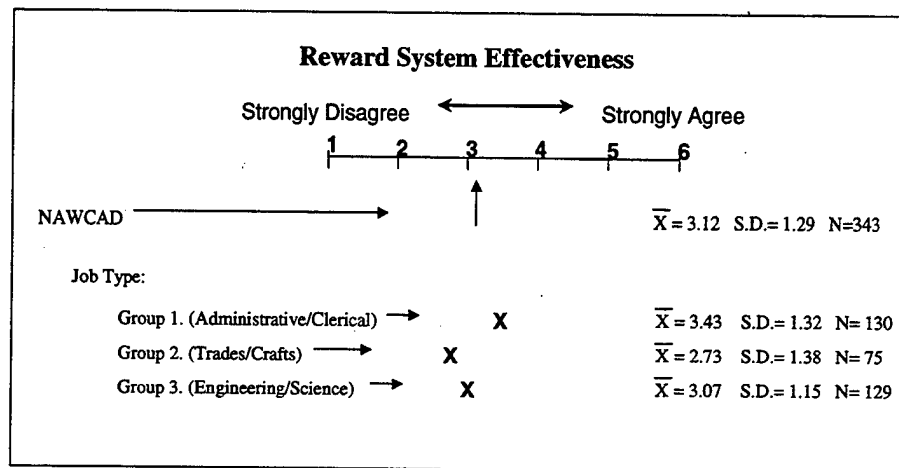 Reward System Effectiveness
Strongly Disagree Strongly Agree
1 2 3 4 5 6
NAWCAD X̄ = 3.12 S.D.= 1.29 N=343
Job Type:
Group 1. (Administrative/Clerical) X X̄ = 3.43 S.D.= 1.32 N= 130
Group 2. (Trades/Crafts) X X̄ = 2.73 S.D.= 1.38 N= 75
Group 3. (Engineering/Science) X X̄ = 3.07 S.D.= 1.15 N= 129